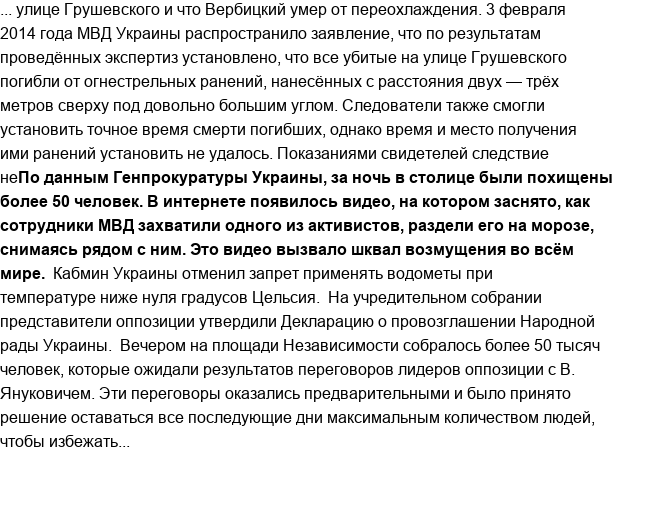 ... улице Грушевского и что Вербицкий умер от переохлаждения. 3 февраля
2014 года МВД Украины распространило заявление, что по результатам
проведённых экспертиз установлено, что все убитые на улице Грушевского
погибли от огнестрельных ранений, нанесённых с расстояния двух — трёх
метров сверху под довольно большим углом. Следователи также смогли
установить точное время смерти погибших, однако время и место получения
ими ранений установить не удалось. Показаниями свидетелей следствие
неПо данным Генпрокуратуры Украины, за ночь в столице были похищены
более 50 человек. В интернете появилось видео, на котором заснято, как
сотрудники МВД захватили одного из активистов, раздели его на морозе,
снимаясь рядом с ним. Это видео вызвало шквал возмущения во всём
мире.  Кабмин Украины отменил запрет применять водометы при
температуре ниже нуля градусов Цельсия.  На учредительном собрании
представители оппозиции утвердили Декларацию о провозглашении Народной
рады Украины.  Вечером на площади Независимости собралось более 50 тысяч
человек, которые ожидали результатов переговоров лидеров оппозиции с В.
Януковичем. Эти переговоры оказались предварительными и было принято
решение оставаться все последующие дни максимальным количеством людей,
чтобы избежать...